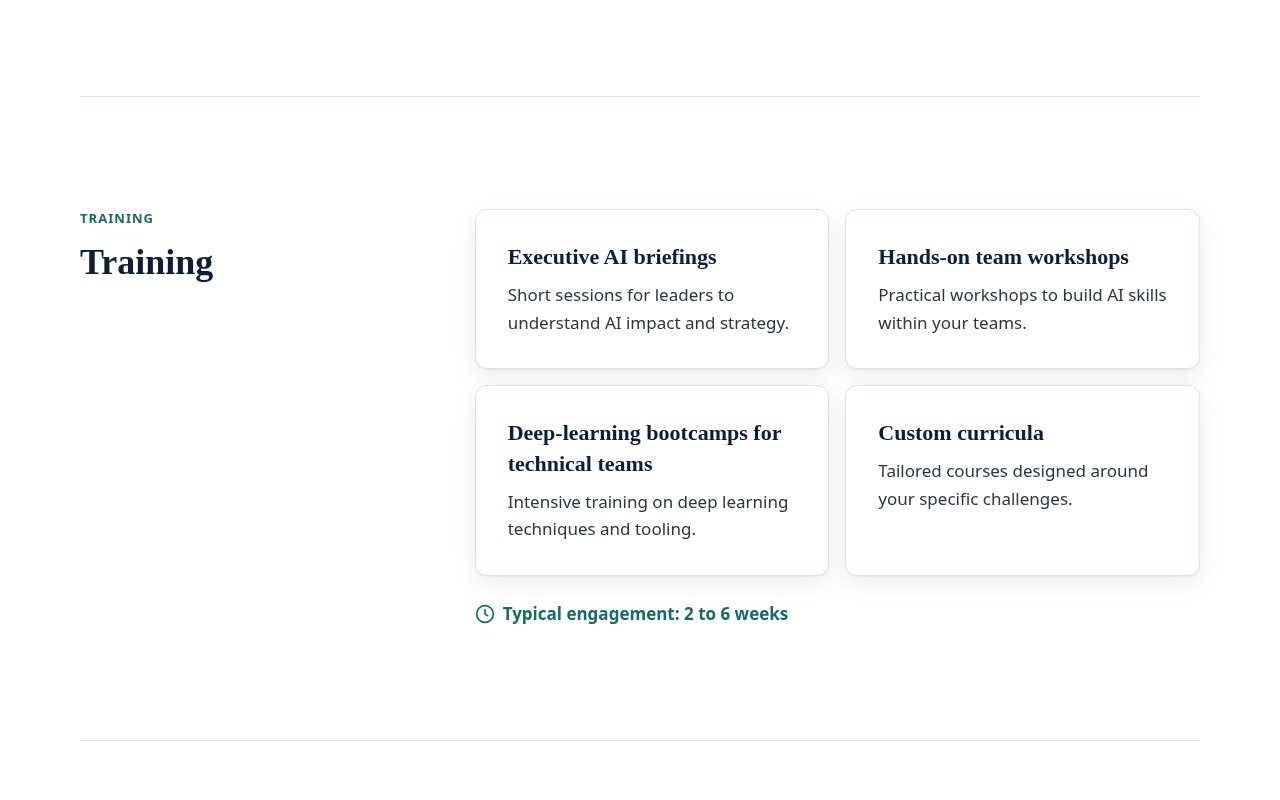 TRAINING
Training
Executive AI briefings
Short sessions for leaders to
understand AI impact and strategy.
Hands-on team workshops
Practical workshops to build AI skills
within your teams.
Deep-learning bootcamps for
technical teams
Intensive training on deep learning
techniques and tooling.
Custom curricula
Tailored courses designed around
your specific challenges.
Typical engagement: 2 to 6 weeks